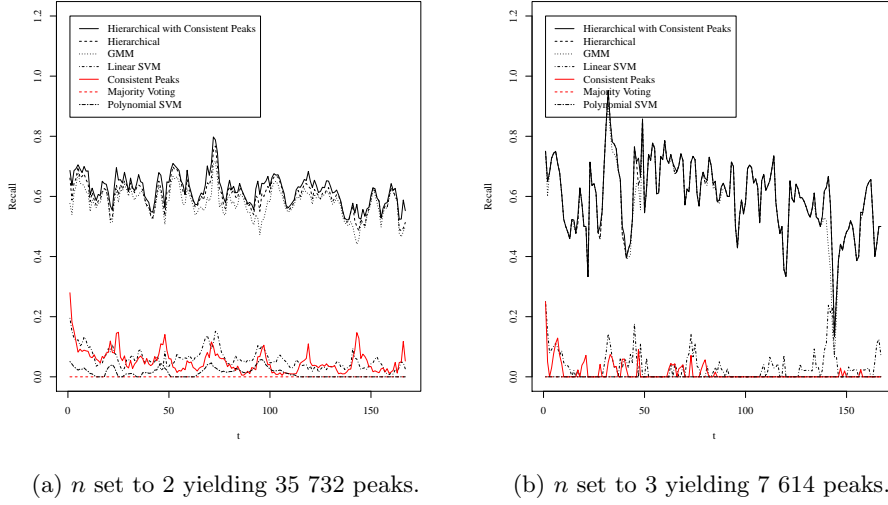 1.2
1.0
0.8
0.6
0.4
0.2
0.0
Recall
Hierarchical with Consistent Peaks
Hierarchical
GMM
Linear SVM
Consistent Peaks
Majority Voting
Polynomial SVM
0 50 100 150
t
(a) n set to 2 yielding 35 732 peaks.
1.2
1.0
0.8
0.6
0.4
0.2
0.0
Recall
Hierarchical with Consistent Peaks
Hierarchical
GMM
Linear SVM
Consistent Peaks
Majority Voting
Polynomial SVM
0 50 100 150
t
(b) n set to 3 yielding 7 614 peaks.